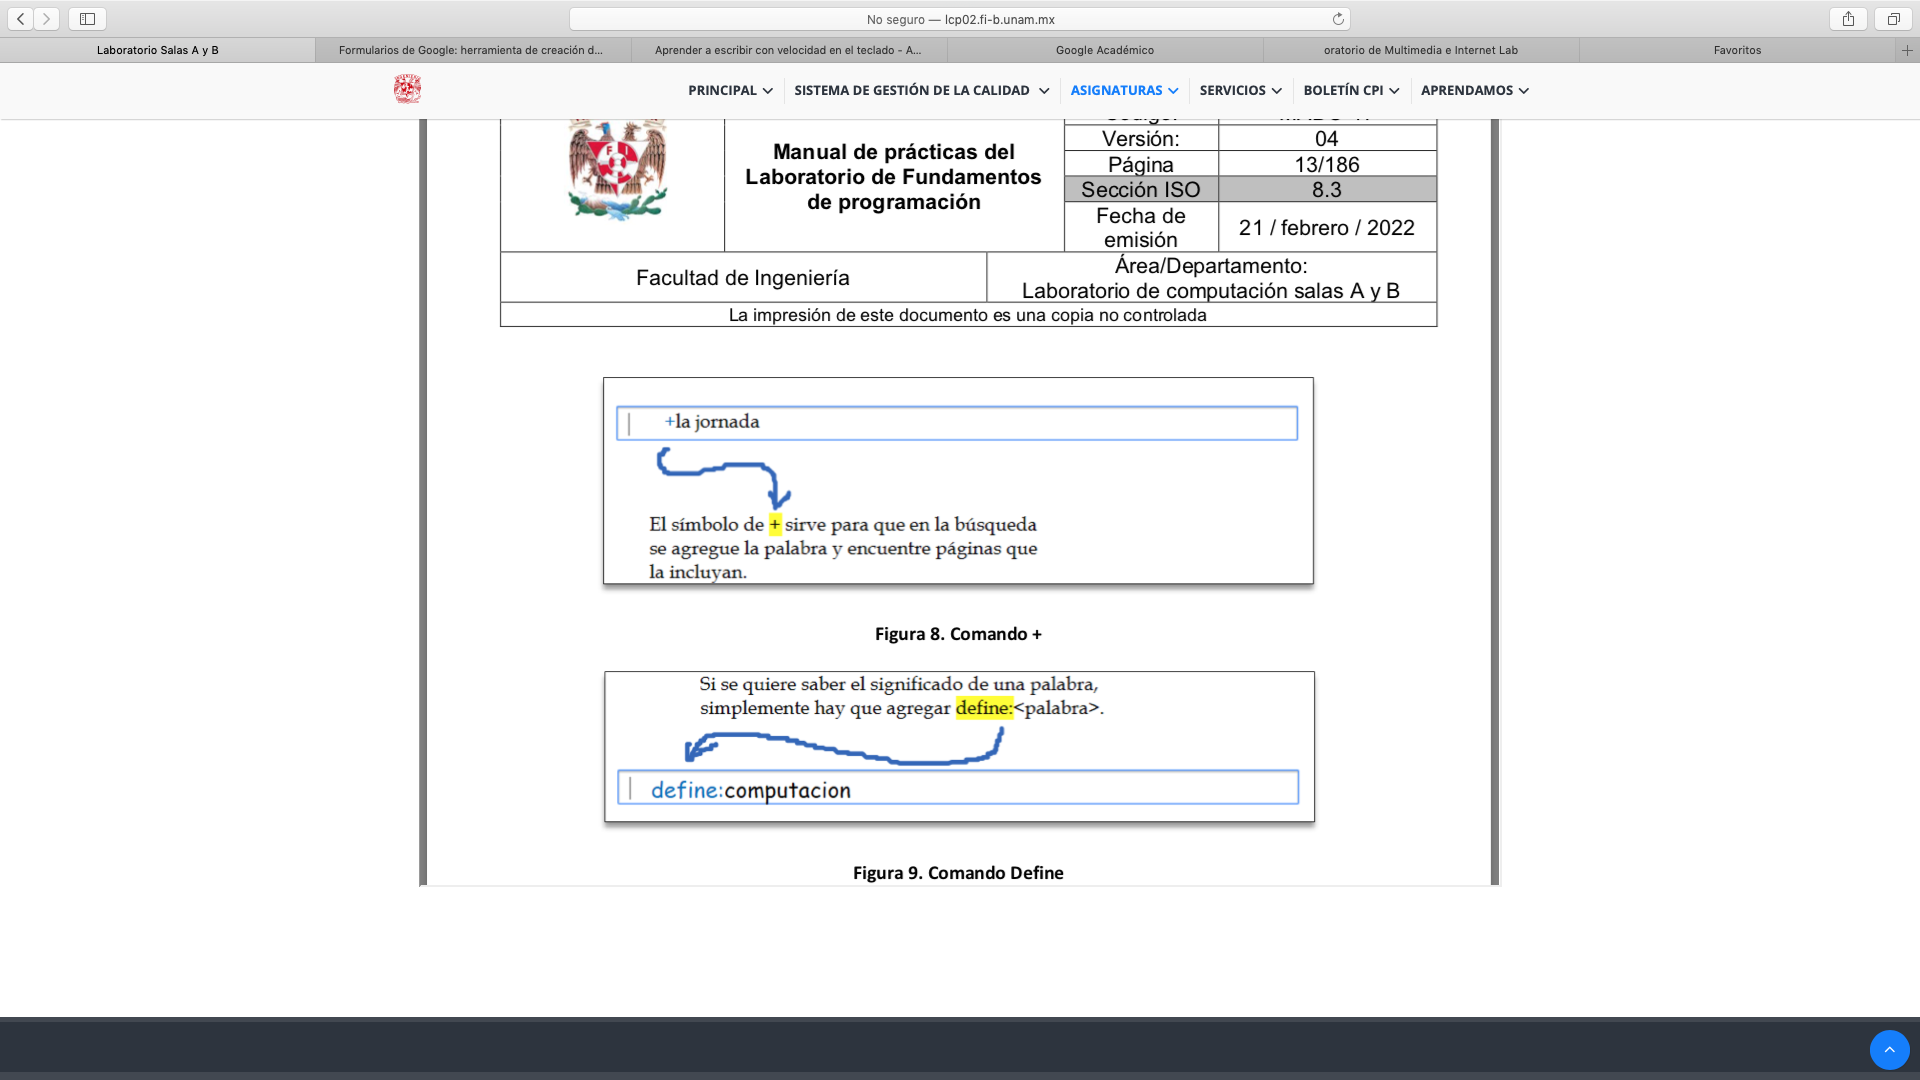 No seguro — lcp02.fi-b.unam.mx
Laboratorio Salas A y B
Formularios de Google: herramienta de creación d...
Aprender a escribir con velocidad en el teclado - A...
Google Académico
oratorio de Multimedia e Internet Lab
Favoritos
PRINCIPAL
SISTEMA DE GESTIÓN DE LA CALIDAD
ASIGNATURAS
SERVICIOS
BOLETÍN CPI
APRENDAMOS
F I
Manual de prácticas del
Laboratorio de Fundamentos
de programación
Versión: 04
Página 13/186
Sección ISO 8.3
Fecha de
emisión
21 / febrero / 2022
Facultad de Ingeniería
Área/Departamento:
Laboratorio de computación salas A y B
La impresión de este documento es una copia no controlada
+la jornada
El símbolo de + sirve para que en la búsqueda
se agregue la palabra y encuentre páginas que
la incluyan.
Figura 8. Comando +
Si se quiere saber el significado de una palabra,
simplemente hay que agregar define:<palabra>.
define:computacion
Figura 9. Comando Define